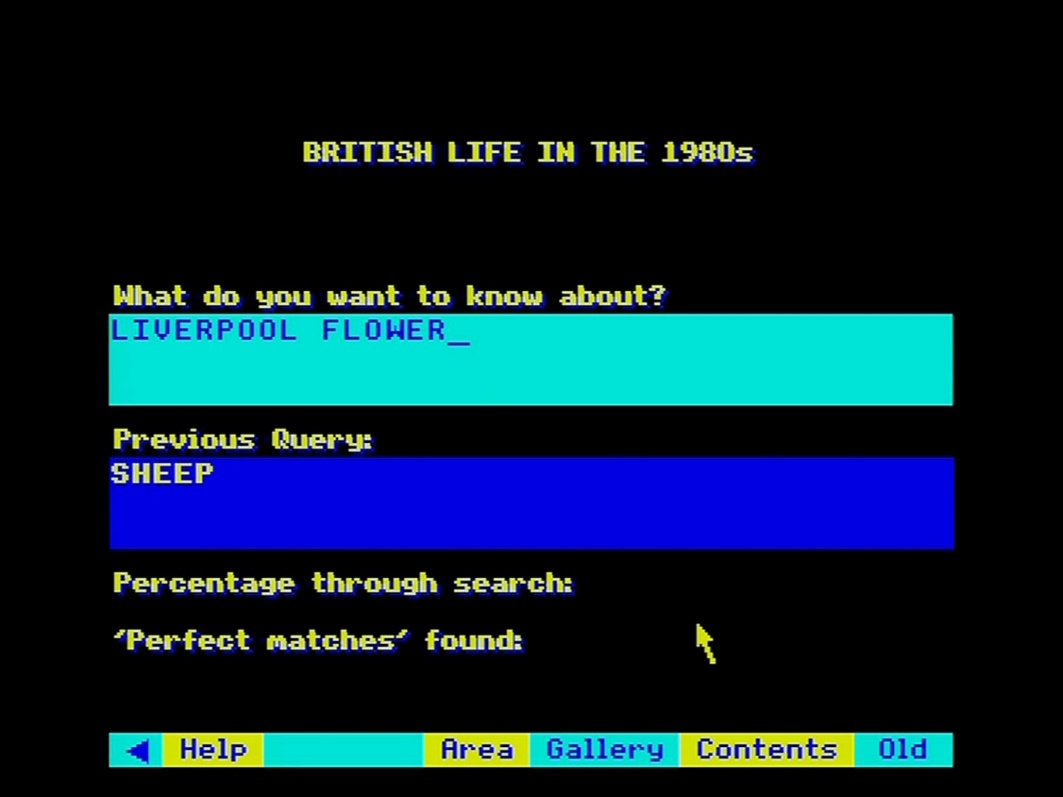 BRITISH LIFE IN THE 1980s
What do you want to know about?
LIVERPOOL FLOWER_
Previous Query:
SHEEP
Percentage through search:
'Perfect matches' found:
Help Area Gallery Contents Old